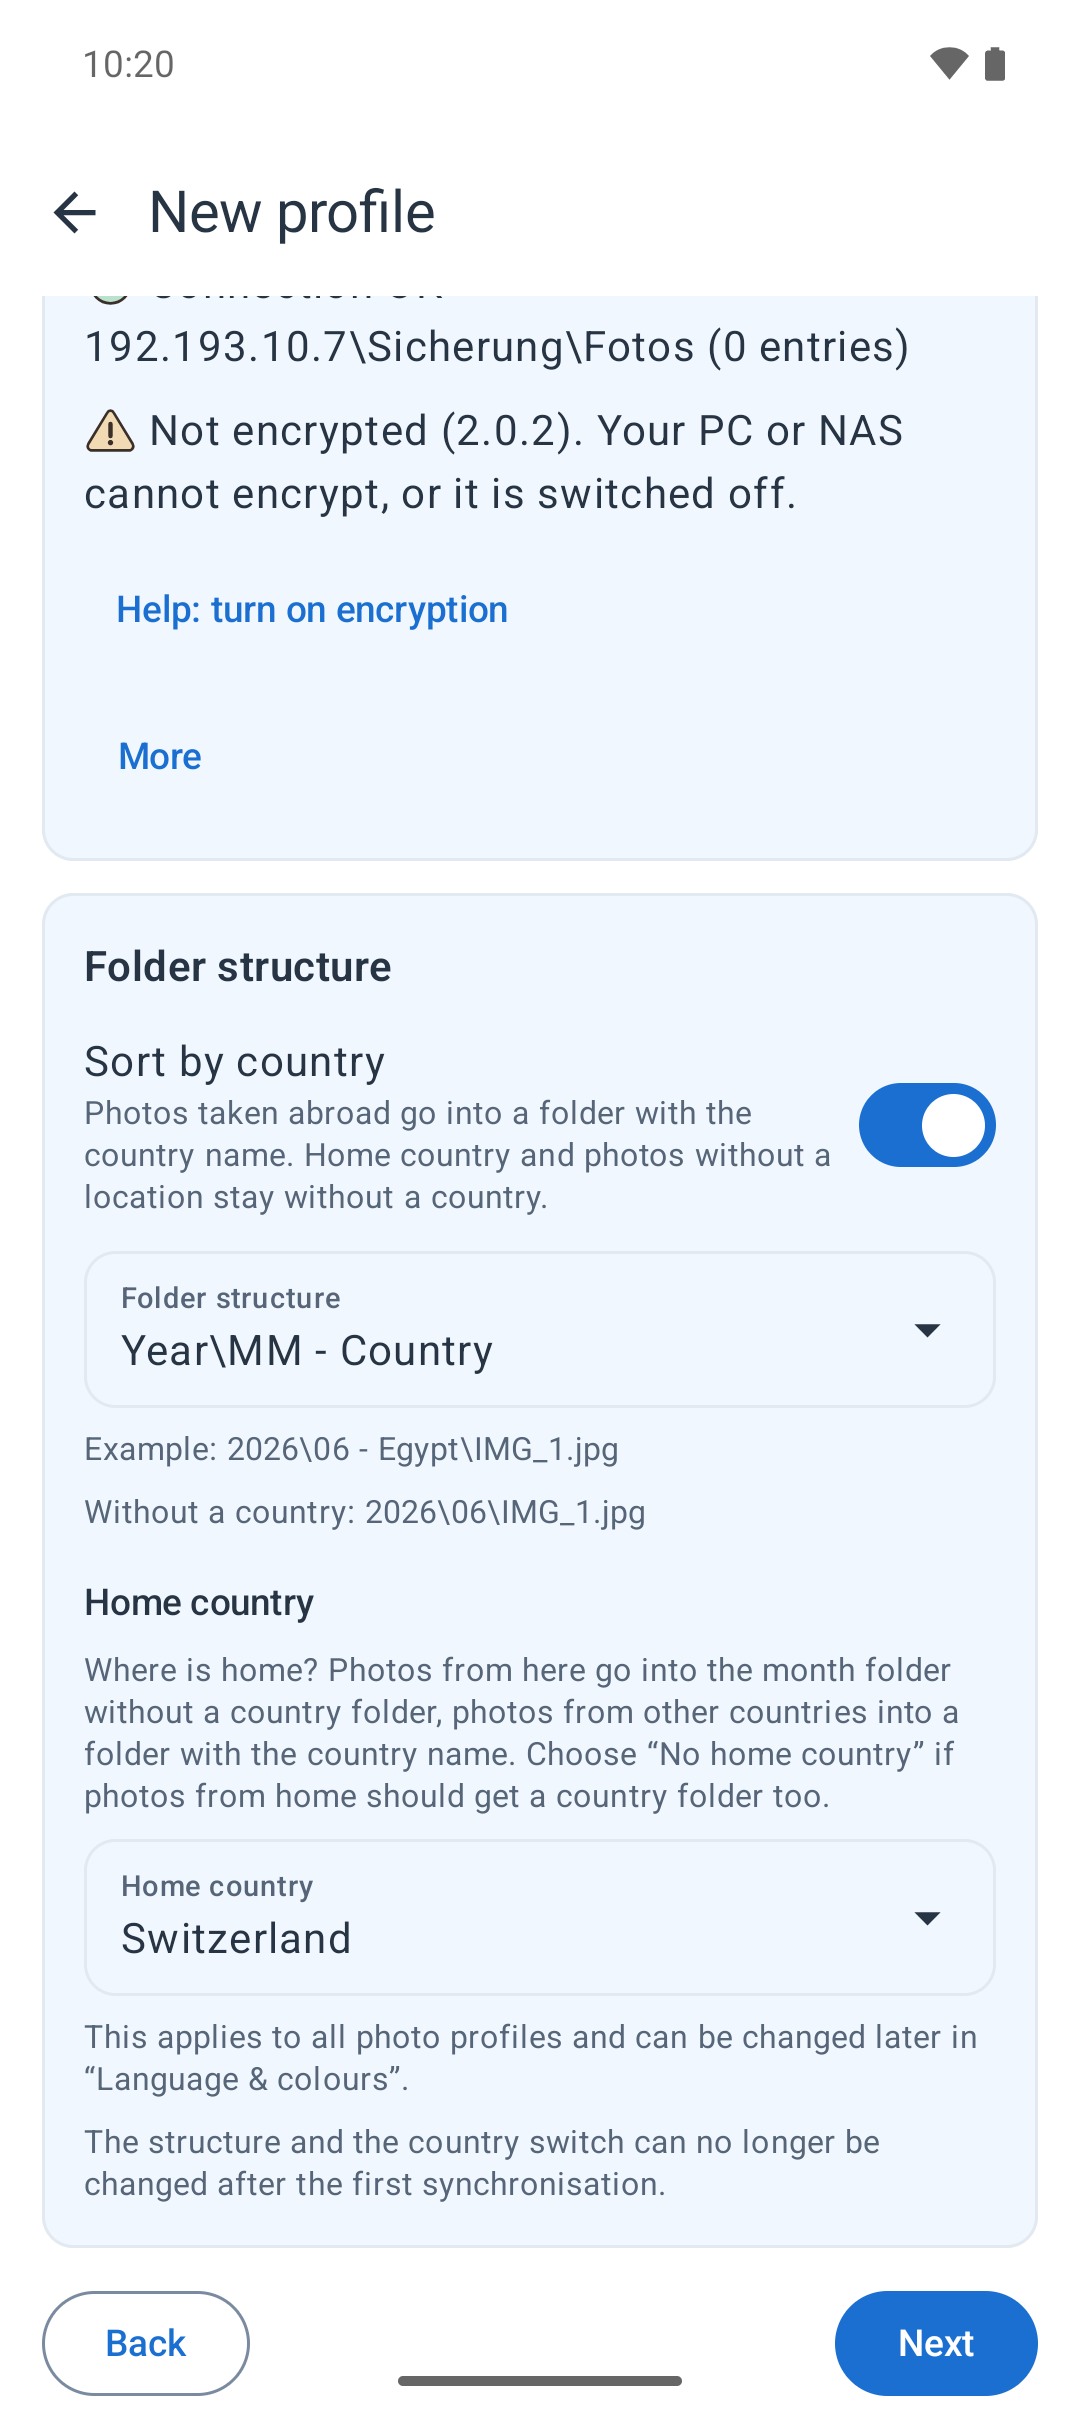 10:20
New profile
Connection OK
192.193.10.7\Sicherung\Fotos (0 entries)
Not encrypted (2.0.2). Your PC or NAS
cannot encrypt, or it is switched off.
Help: turn on encryption
More
Folder structure
Sort by country
Photos taken abroad go into a folder with the
country name. Home country and photos without a
location stay without a country.
Folder structure
Year\MM - Country
Example: 2026\06 - Egypt\IMG_1.jpg
Without a country: 2026\06\IMG_1.jpg
Home country
Where is home? Photos from here go into the month folder
without a country folder, photos from other countries into a
folder with the country name. Choose “No home country” if
photos from home should get a country folder too.
Home country
Switzerland
This applies to all photo profiles and can be changed later in
“Language & colours”.
The structure and the country switch can no longer be
changed after the first synchronisation.
Back
Next